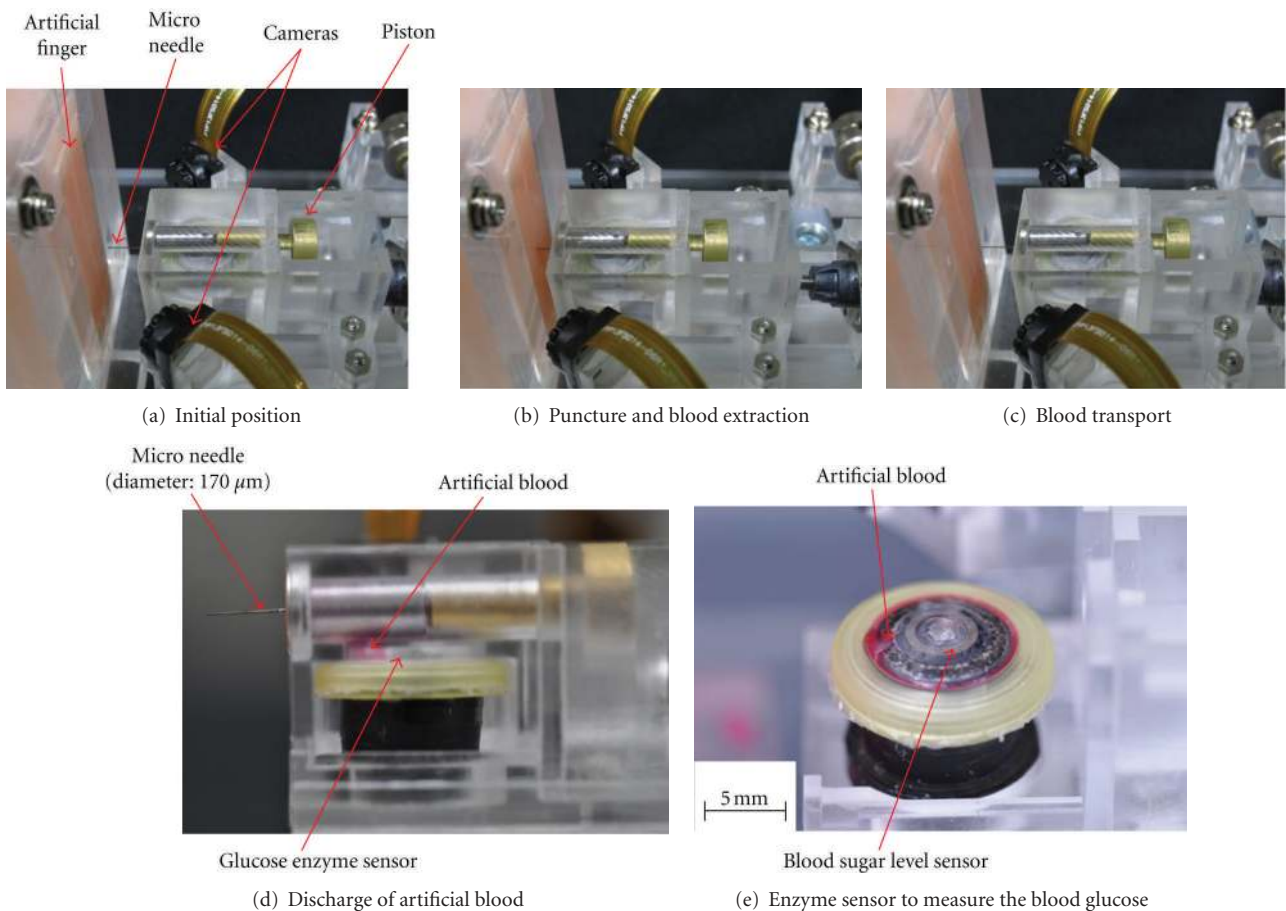 Artificial
finger
Micro
needle
Cameras
Piston
(a) Initial position
(b) Puncture and blood extraction
(c) Blood transport
Micro needle
(diameter: 170 μm)
Artificial blood
Glucose enzyme sensor
(d) Discharge of artificial blood
Artificial blood
5 mm
Blood sugar level sensor
(e) Enzyme sensor to measure the blood glucose